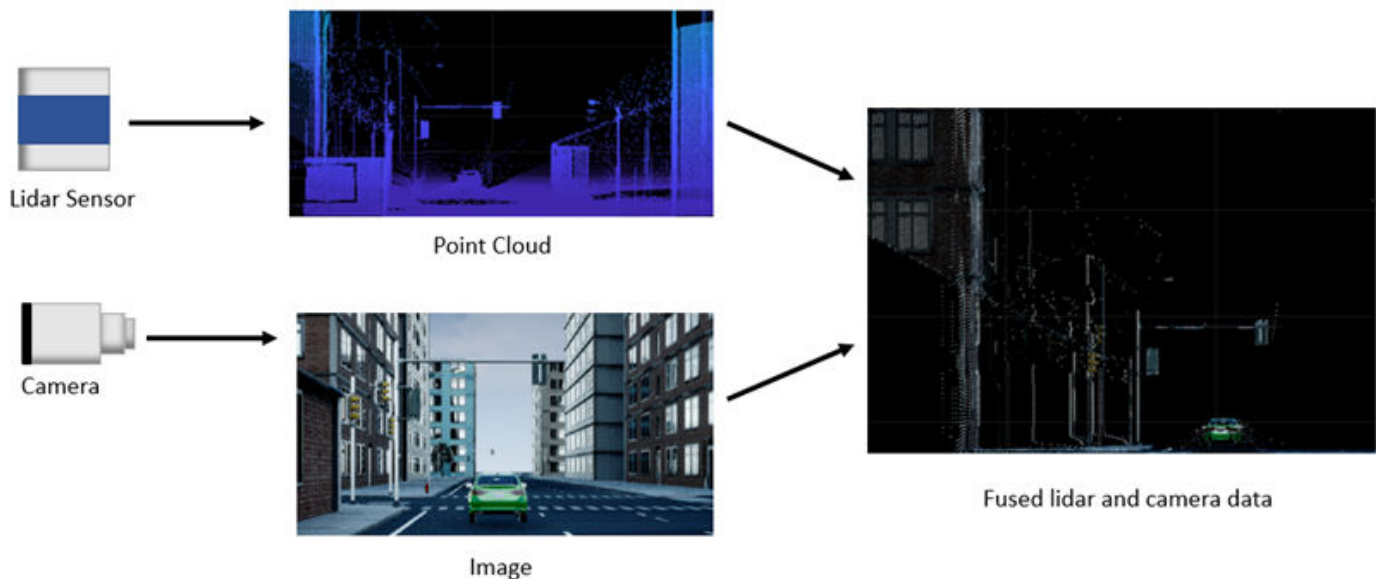 Lidar Sensor
Point Cloud
Camera
Image
Fused lidar and camera data